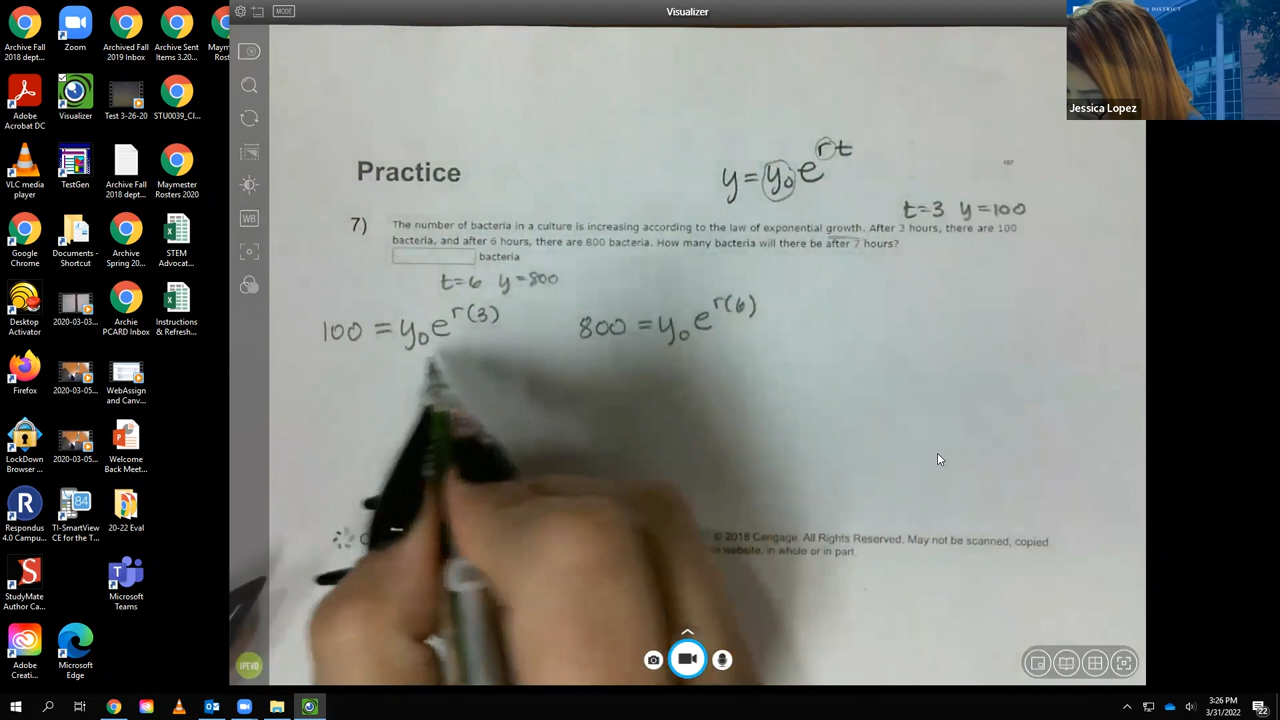 Visualizer
MODE
Jessica Lopez
Archive Fall 2018 dept...
Zoom
Archived Fall 2019 Inbox
Archive Sent Items 3.20...
Maymester Rost
Adobe Acrobat DC
Visualizer
Test 3-26-20
STU0039_Cl...
VLC media player
TestGen
Archive Fall 2018 dept...
Maymester Rosters 2020
Google Chrome
Documents - Shortcut
Archive Spring 20...
STEM Advocat...
Desktop Activator
2020-03-03...
Archie PCARD Inbox
Instructions & Refresh...
Firefox
2020-03-05...
WebAssign and Canvas...
LockDown Browser ...
2020-03-05...
Welcome Back Meet...
Respondus 4.0 Campu...
TI-SmartView CE for the T...
20-22 Eval
StudyMate Author Ca...
Microsoft Teams
Adobe Creati...
Microsoft Edge
WB
Practice
y = y₀e^rt
107
t=3 y=100
7) The number of bacteria in a culture is increasing according to the law of exponential growth. After 3 hours, there are 100
bacteria, and after 6 hours, there are 800 bacteria. How many bacteria will there be after 7 hours?
bacteria
t=6 y=800
100 = y₀e^r(3) 800 = y₀e^r(6)
© 2018 Cengage. All Rights Reserved. May not be scanned, copied
website, in whole or in part.
IPEVO
3:26 PM
3/31/2022
22